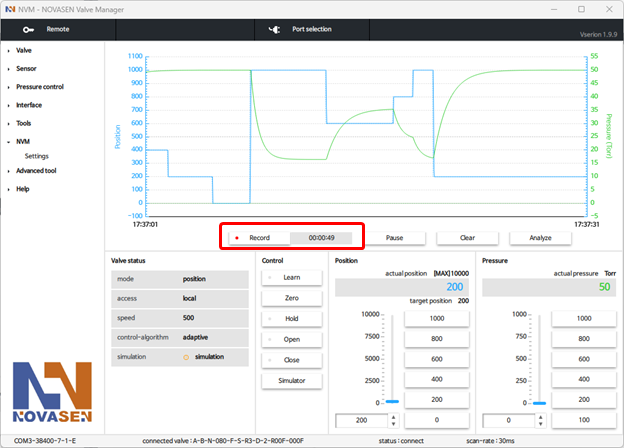 NVM - NOVASEN Valve Manager
Remote
Port selection
Vserion 1.9.9
Valve
Sensor
Pressure control
Interface
Tools
NVM
Settings
Advanced tool
Help
Position
1100
1000
900
800
700
600
500
400
300
200
100
0
-100
55
50
45
40
35
30
25
20
15
10
5
0
-5
Pressure (Torr)
17:37:01
17:37:31
Record
00:00:49
Pause
Clear
Analyze
Valve status
mode position
access local
speed 500
control-algorithm adaptive
simulation simulation
Control
Learn
Zero
Hold
Open
Close
Simulator
Position
actual position [MAX]10000
200
target position 200
10000
7500
5000
2500
0
1000
800
600
400
200
200
0
Pressure
actual pressure Torr
50
1000
750
500
250
0
1000
800
600
400
200
0
100
NOVASEN
COM3-38400-7-1-E
connected valve : A-B-N-080-F-S-R3-D-2-R00F-000F
status : connect
scan-rate : 30ms